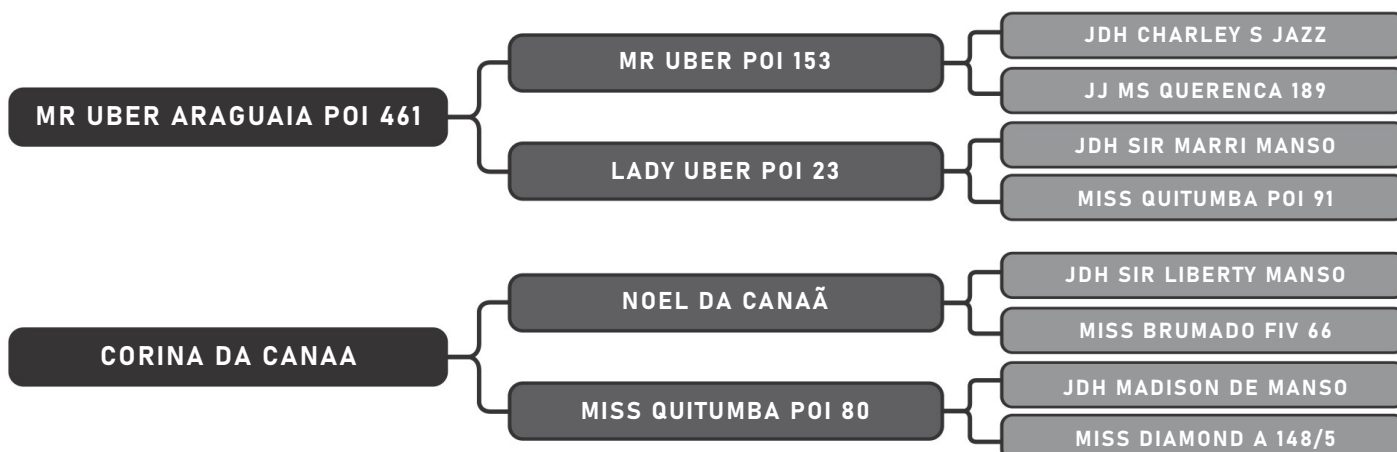 MR UBER ARAGUAIA POI 461
MR UBER POI 153
JDH CHARLEY S JAZZ
JJ MS QUERENCA 189
LADY UBER POI 23
JDH SIR MARRI MANSO
MISS QUITUMBA POI 91
CORINA DA CANAA
NOEL DA CANAÃ
JDH SIR LIBERTY MANSO
MISS BRUMADO FIV 66
MISS QUITUMBA POI 80
JDH MADISON DE MANSO
MISS DIAMOND A 148/5